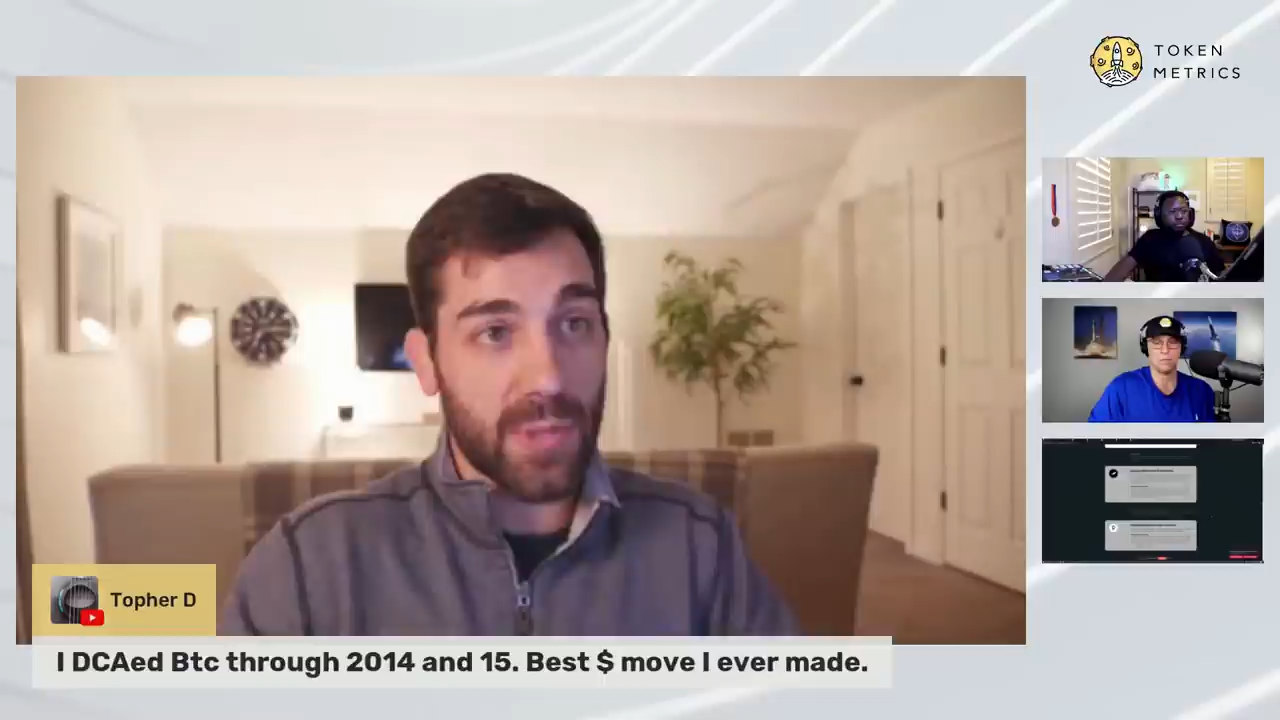 TOKEN
METRICS
Topher D
I DCAed Btc through 2014 and 15. Best $ move I ever made.